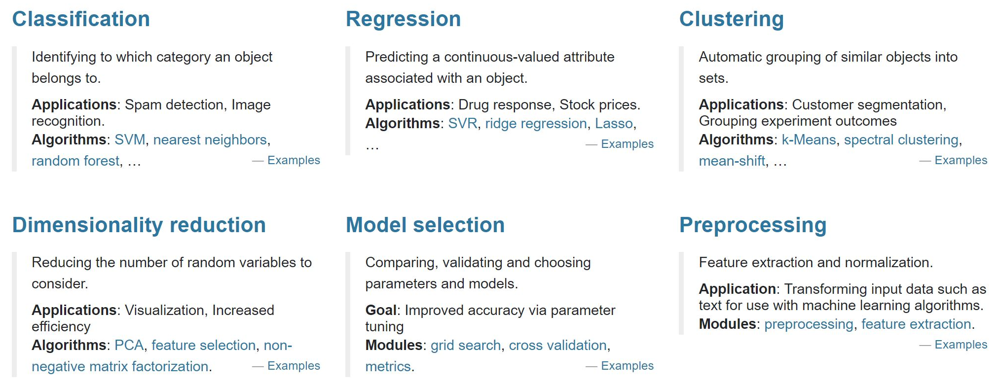 Classification
Identifying to which category an object
belongs to.
Applications: Spam detection, Image
recognition.
Algorithms: SVM, nearest neighbors,
random forest, …
— Examples
Regression
Predicting a continuous-valued attribute
associated with an object.
Applications: Drug response, Stock prices.
Algorithms: SVR, ridge regression, Lasso,
…
— Examples
Clustering
Automatic grouping of similar objects into
sets.
Applications: Customer segmentation,
Grouping experiment outcomes
Algorithms: k-Means, spectral clustering,
mean-shift, …
— Examples
Dimensionality reduction
Reducing the number of random variables to
consider.
Applications: Visualization, Increased
efficiency
Algorithms: PCA, feature selection, non-
negative matrix factorization.
— Examples
Model selection
Comparing, validating and choosing
parameters and models.
Goal: Improved accuracy via parameter
tuning
Modules: grid search, cross validation,
metrics.
— Examples
Preprocessing
Feature extraction and normalization.
Application: Transforming input data such as
text for use with machine learning algorithms.
Modules: preprocessing, feature extraction.
— Examples